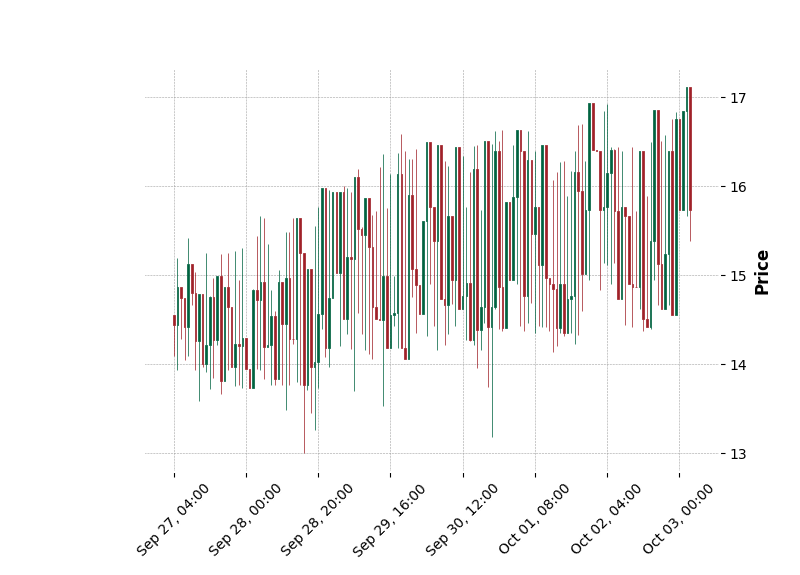 17
16
15
14
13
Price
Sep 27, 04:00
Sep 28, 00:00
Sep 28, 20:00
Sep 29, 16:00
Sep 30, 12:00
Oct 01, 08:00
Oct 02, 04:00
Oct 03, 00:00